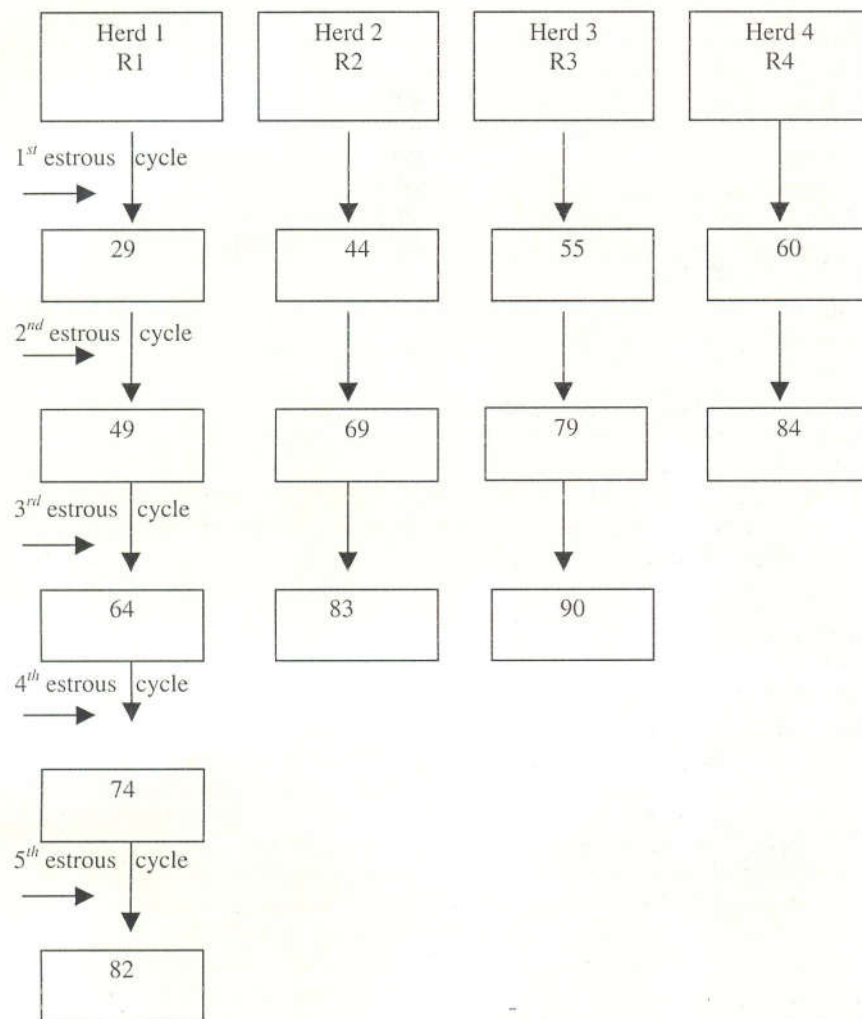 Herd 1
R1
Herd 2
R2
Herd 3
R3
Herd 4
R4
1st estrous cycle
29
44
55
60
2nd estrous cycle
49
69
79
84
3rd estrous cycle
64
83
90
4th estrous cycle
74
5th estrous cycle
82